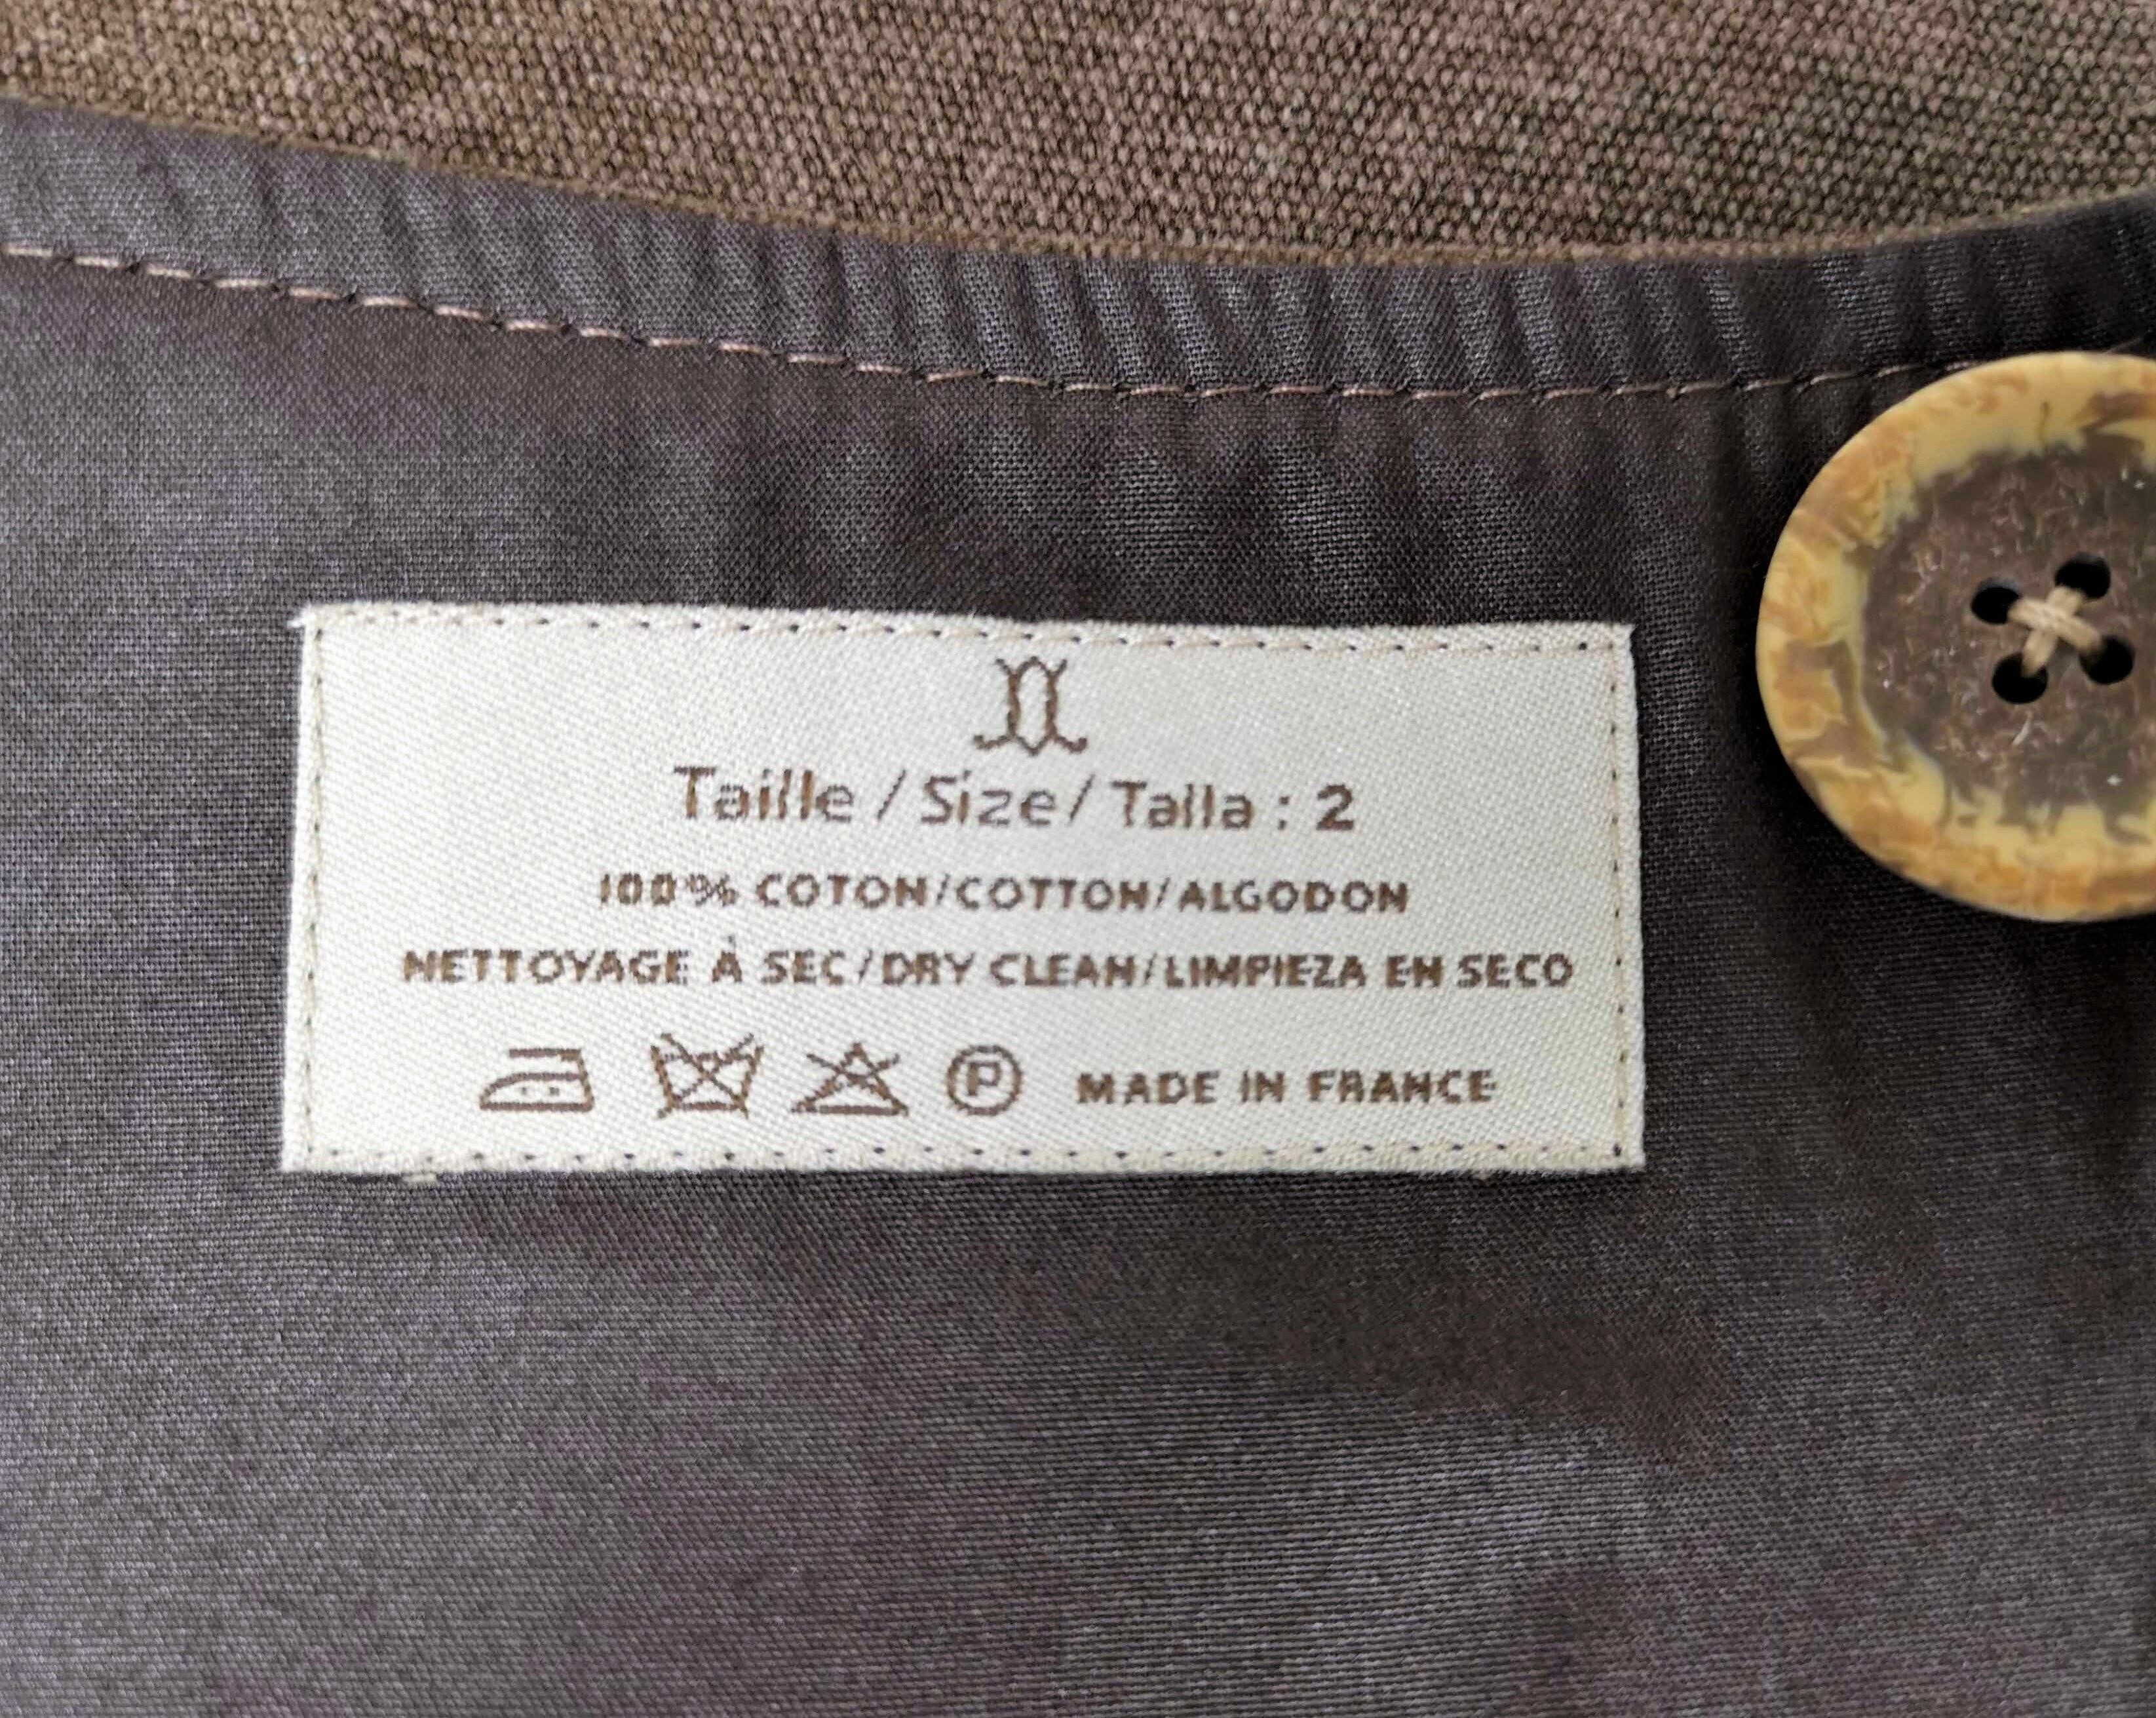 Taille / Size / Talla : 2
100% COTON/COTTON/ALGODON
NETTOYAGE À SEC/DRY CLEAN/LIMPIEZA EN SECO
P MADE IN FRANCE